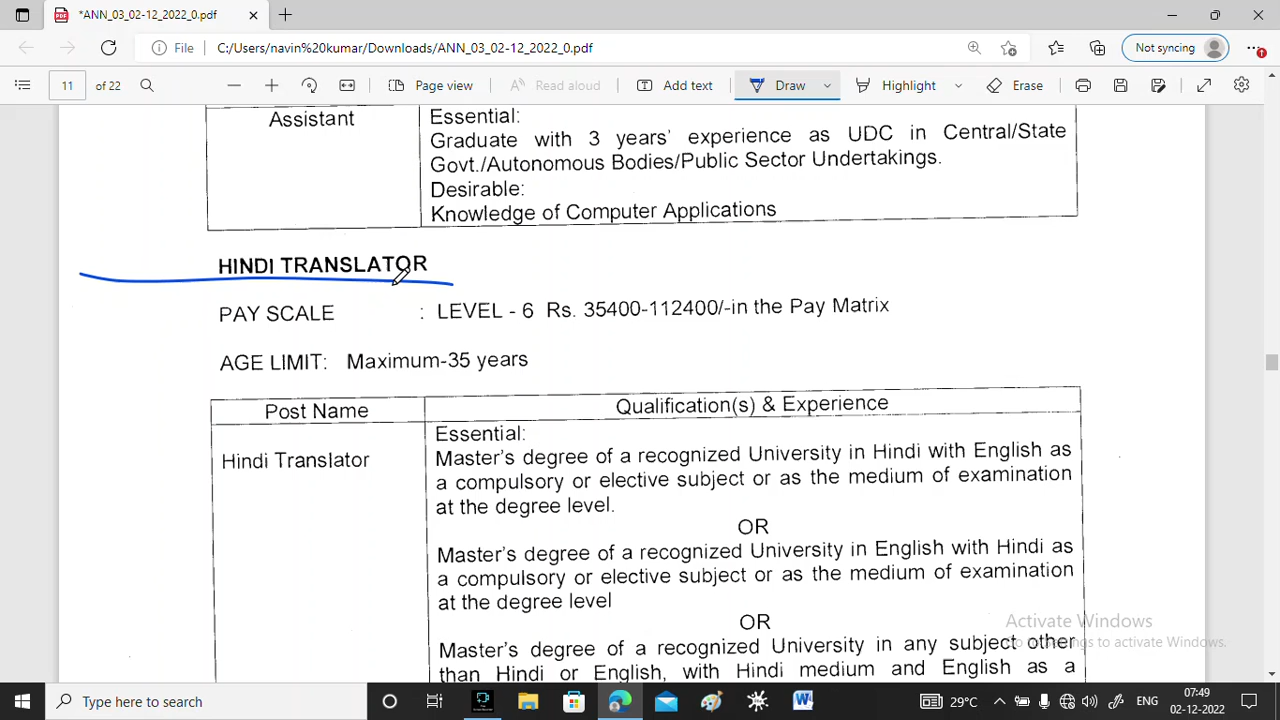 *ANN_03_02-12_2022_0.pdf
File C:/Users/navin%20kumar/Downloads/ANN_03_02-12_2022_0.pdf Not syncing
11 of 22 Page view Read aloud Add text Draw Highlight Erase
Assistant
Essential:
Graduate with 3 years' experience as UDC in Central/State
Govt./Autonomous Bodies/Public Sector Undertakings.
Desirable:
Knowledge of Computer Applications
HINDI TRANSLATOR
PAY SCALE : LEVEL - 6 Rs. 35400-112400/-in the Pay Matrix
AGE LIMIT: Maximum-35 years
Post Name Qualification(s) & Experience
Hindi Translator
Essential:
Master's degree of a recognized University in Hindi with English as
a compulsory or elective subject or as the medium of examination
at the degree level.
OR
Master's degree of a recognized University in English with Hindi as
a compulsory or elective subject or as the medium of examination
at the degree level
OR
Master's degree of a recognized University in any subject other
than Hindi or English, with Hindi medium and English as a
Activate Windows
Go to Settings to activate Windows.
Type here to search 29°C ENG 07:49
02-12-2022